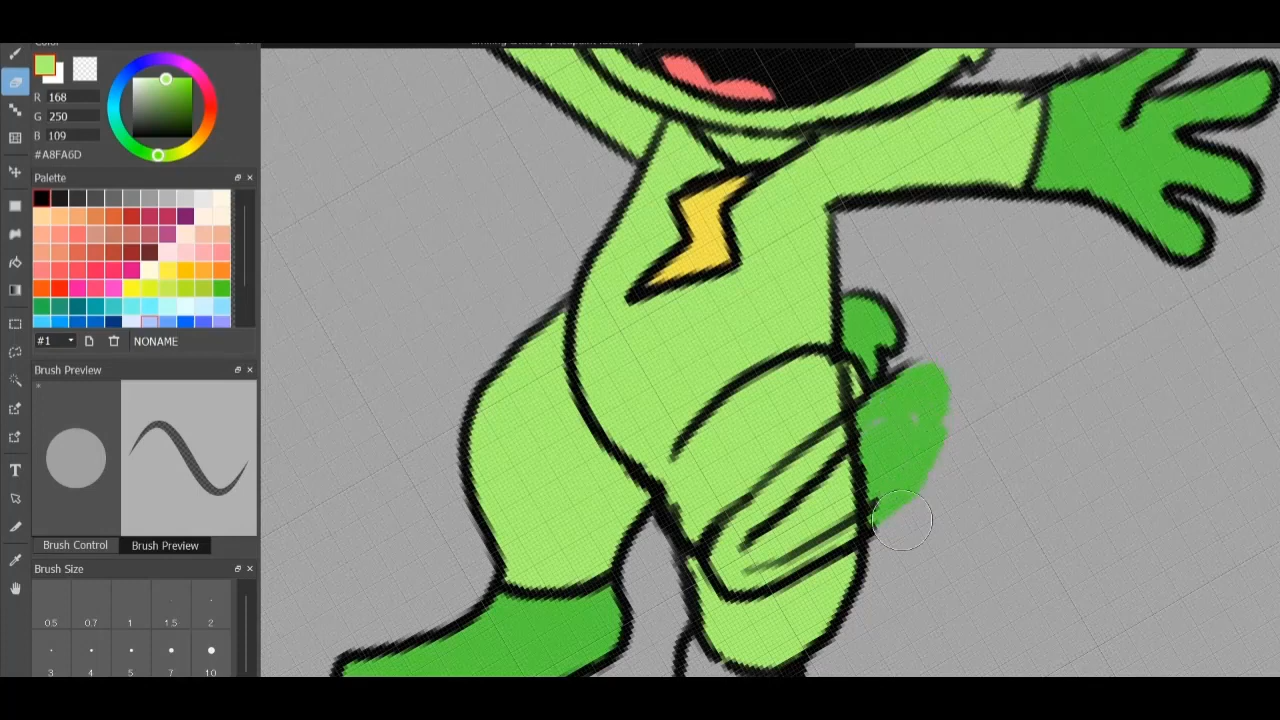 Color
R 168
G 250
B 109
#A8FA6D
Palette
#1 NONAME
Brush Preview
Brush Control Brush Preview
Brush Size
0.5 0.7 1 1.5 2
3 4 5 7 10
T